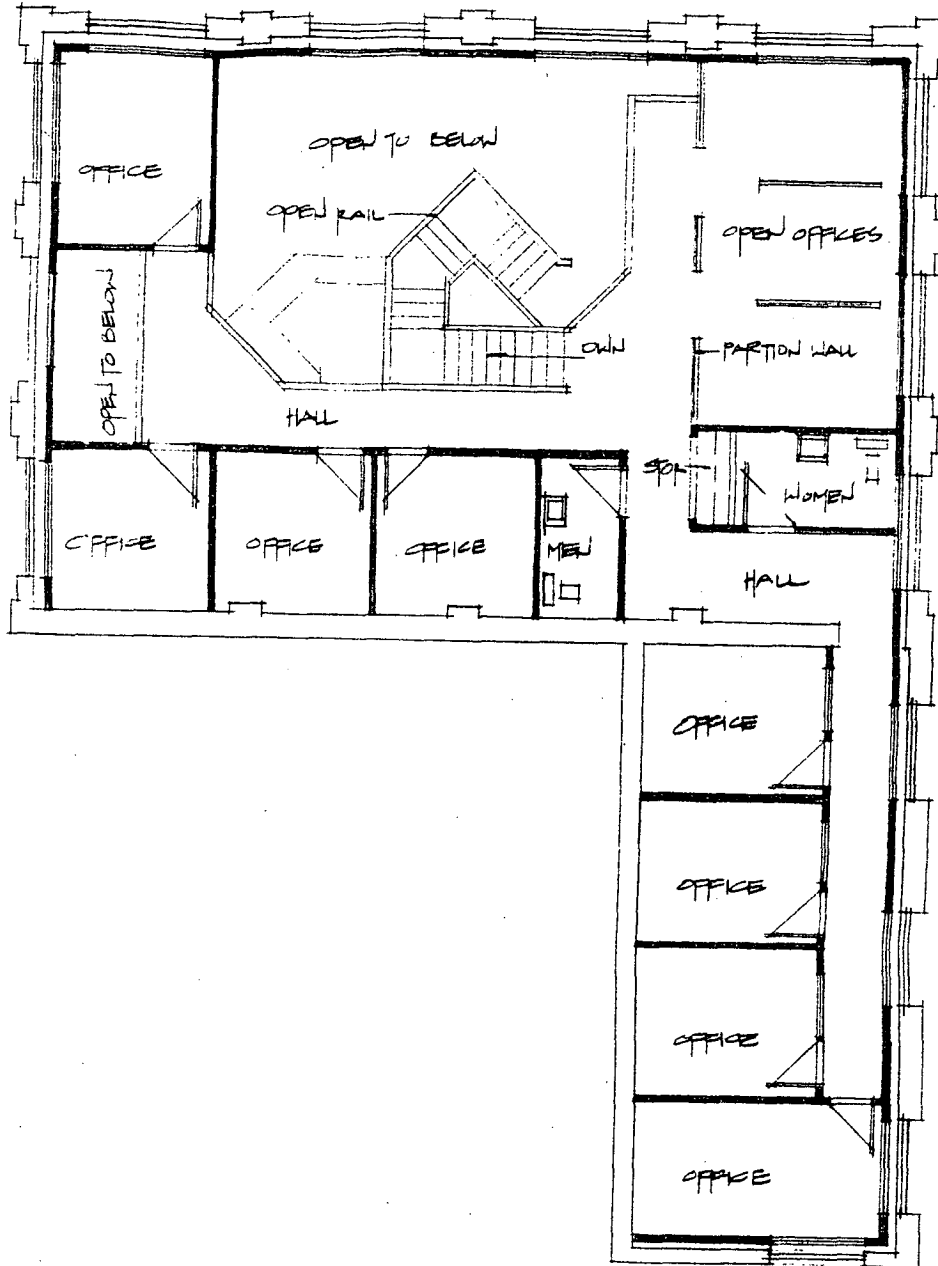 OPEN TO BELOW
OFFICE
OPEN RAIL
OPEN OFFICES
OPEN TO BELOW
DWN
PARTION WALL
HALL
STOR
WOMEN
OFFICE
OFFICE
OFFICE
MEN
HALL
OFFICE
OFFICE
OFFICE
OFFICE